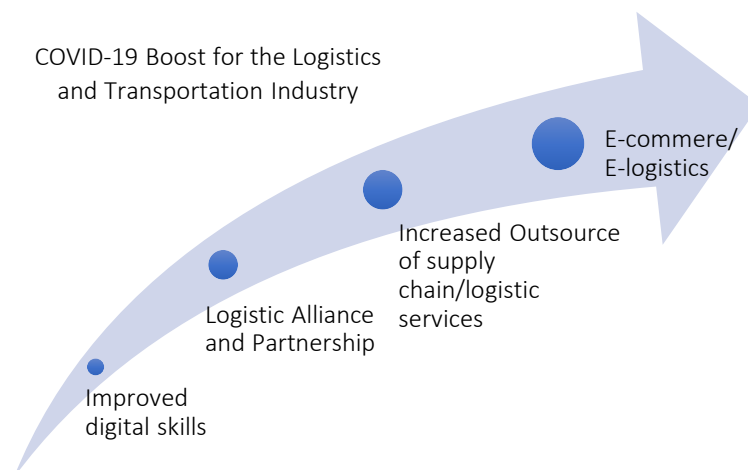 COVID-19 Boost for the Logistics
and Transportation Industry
E-commere/
E-logistics
Increased Outsource
of supply
chain/logistic
services
Logistic Alliance
and Partnership
Improved
digital skills